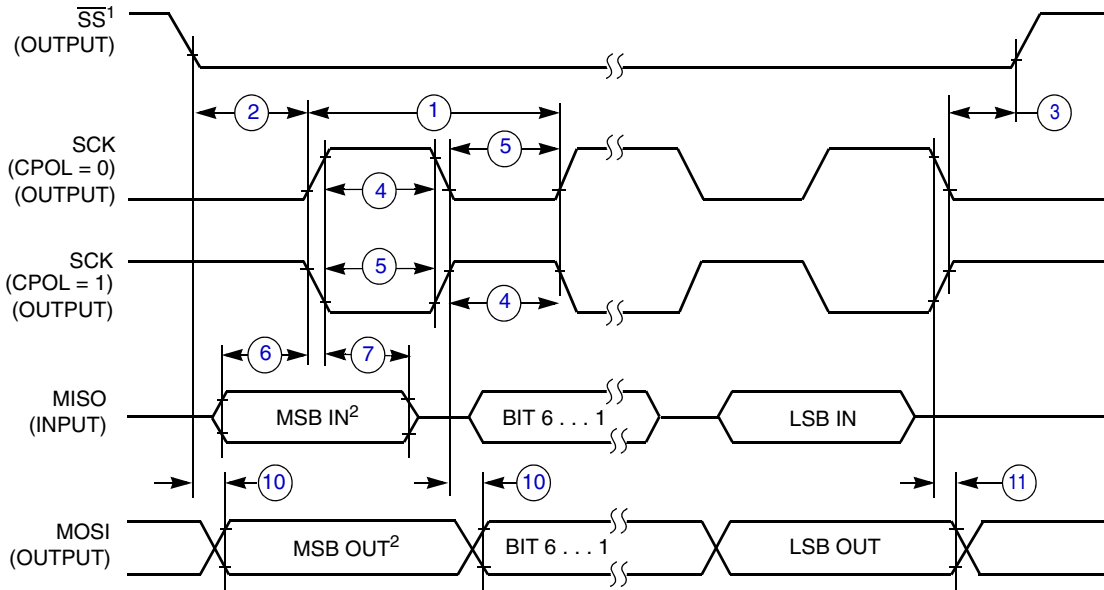 SS¹
(OUTPUT)
2
1
3
SCK
(CPOL = 0)
(OUTPUT)
5
4
SCK
(CPOL = 1)
(OUTPUT)
5
4
6
7
MISO
(INPUT)
MSB IN²
BIT 6 . . . 1
LSB IN
10
10
11
MOSI
(OUTPUT)
MSB OUT²
BIT 6 . . . 1
LSB OUT